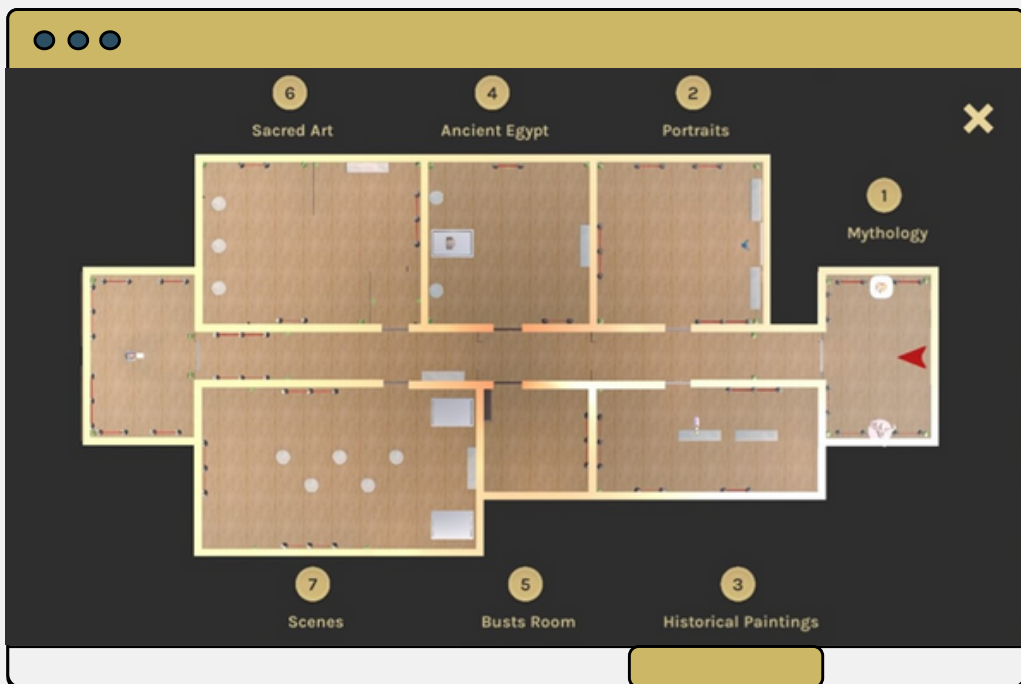 6
4
2
Sacred Art
Ancient Egypt
Portraits
1
Mythology
7
5
3
Scenes
Busts Room
Historical Paintings